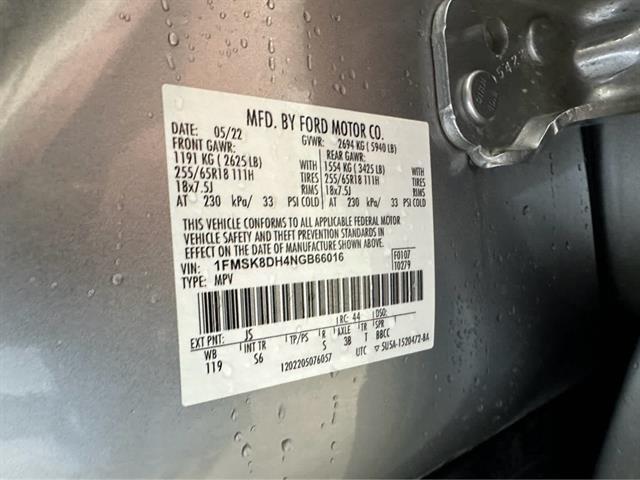 MFD. BY FORD MOTOR CO.
DATE: 05/22 GVWR: 2694 KG ( 5940 LB)
FRONT GAWR: REAR GAWR:
1191 KG ( 2625 LB) WITH 1554 KG ( 3425 LB) WITH
255/65R18 111H TIRES 255/65R18 111H TIRES
18x7.5J RIMS 18x7.5J RIMS
AT 230 kPa/ 33 PSI COLD AT 230 kPa/ 33 PSI COLD
THIS VEHICLE CONFORMS TO ALL APPLICABLE FEDERAL MOTOR
VEHICLE SAFETY AND THEFT PREVENTION STANDARDS IN
EFFECT ON THE DATE OF MANUFACTURE SHOWN ABOVE.
VIN: 1FMSK8DH4NGB66016 F0107
TYPE: MPV T0279
EXT PNT: JS RC: 44 DSO:
WB INT TR TP/PS R AXLE TR SPR
119 S6 S 3B T BBCC
1202205076057 UTC ▽ SU5A-1520472-BA